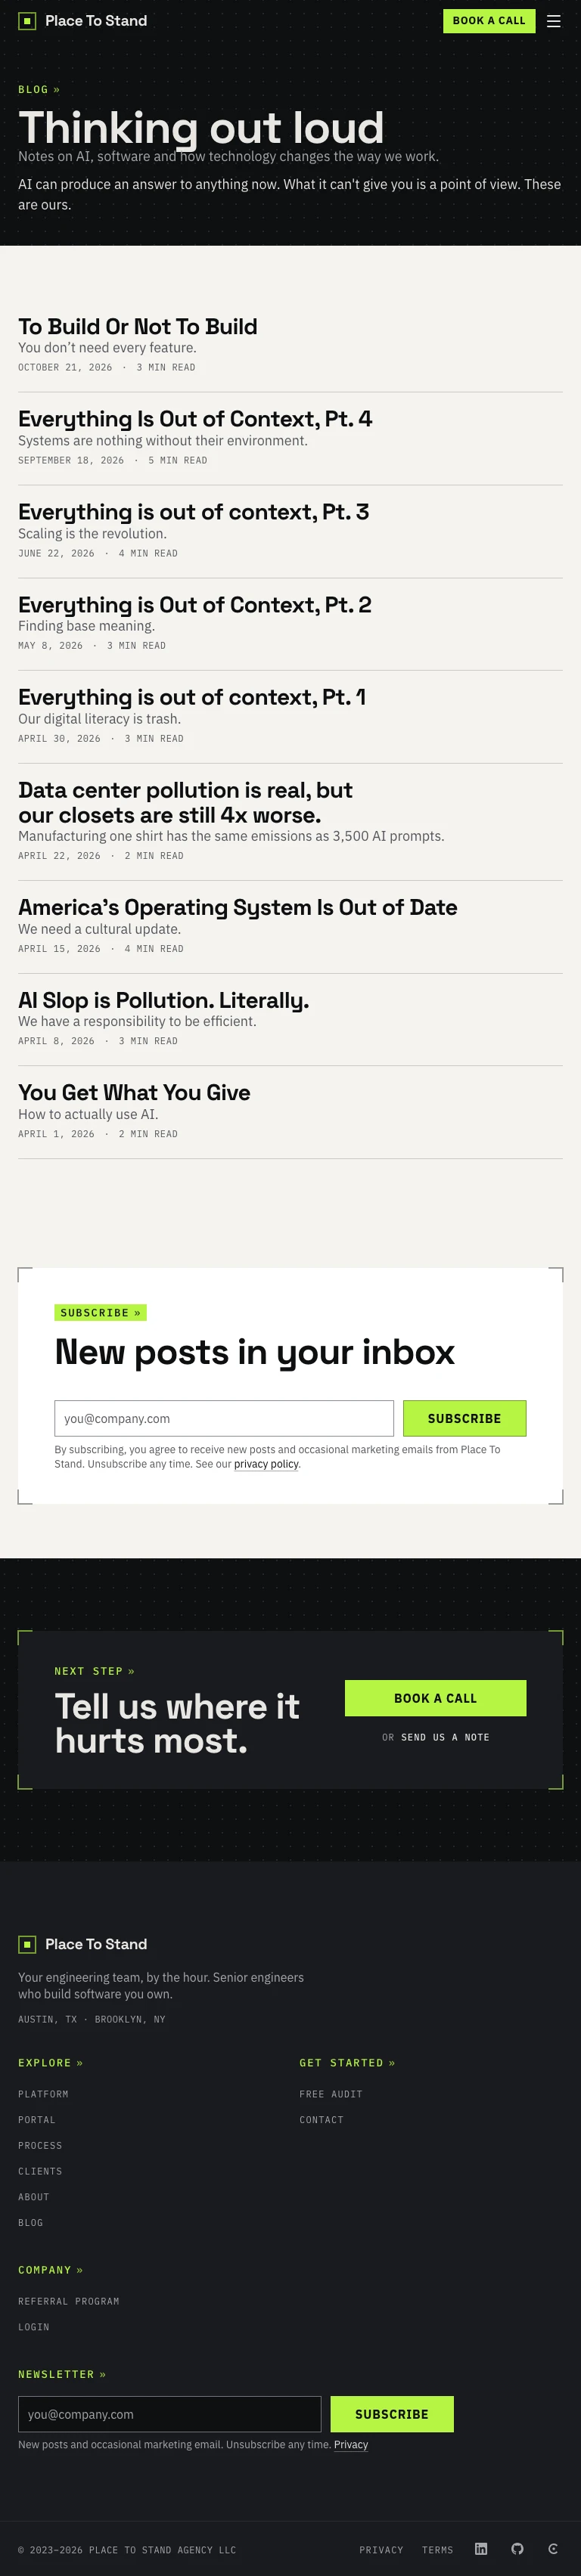 Place To Stand
BOOK A CALL
BLOG »
Thinking out loud
Notes on AI, software and how technology changes the way we work.
AI can produce an answer to anything now. What it can't give you is a point of view. These
are ours.
To Build Or Not To Build
You don’t need every feature.
OCTOBER 21, 2026 · 3 MIN READ
Everything Is Out of Context, Pt. 4
Systems are nothing without their environment.
SEPTEMBER 18, 2026 · 5 MIN READ
Everything is out of context, Pt. 3
Scaling is the revolution.
JUNE 22, 2026 · 4 MIN READ
Everything is Out of Context, Pt. 2
Finding base meaning.
MAY 8, 2026 · 3 MIN READ
Everything is out of context, Pt. 1
Our digital literacy is trash.
APRIL 30, 2026 · 3 MIN READ
Data center pollution is real, but
our closets are still 4x worse.
Manufacturing one shirt has the same emissions as 3,500 AI prompts.
APRIL 22, 2026 · 2 MIN READ
America’s Operating System Is Out of Date
We need a cultural update.
APRIL 15, 2026 · 4 MIN READ
AI Slop is Pollution. Literally.
We have a responsibility to be efficient.
APRIL 8, 2026 · 3 MIN READ
You Get What You Give
How to actually use AI.
APRIL 1, 2026 · 2 MIN READ
SUBSCRIBE »
New posts in your inbox
you@company.com
SUBSCRIBE
By subscribing, you agree to receive new posts and occasional marketing emails from Place To
Stand. Unsubscribe any time. See our privacy policy.
NEXT STEP »
Tell us where it
hurts most.
BOOK A CALL
OR SEND US A NOTE
Place To Stand
Your engineering team, by the hour. Senior engineers
who build software you own.
AUSTIN, TX · BROOKLYN, NY
EXPLORE »
PLATFORM
PORTAL
PROCESS
CLIENTS
ABOUT
BLOG
GET STARTED »
FREE AUDIT
CONTACT
COMPANY »
REFERRAL PROGRAM
LOGIN
NEWSLETTER »
you@company.com
SUBSCRIBE
New posts and occasional marketing email. Unsubscribe any time. Privacy
© 2023–2026 PLACE TO STAND AGENCY LLC
PRIVACY
TERMS